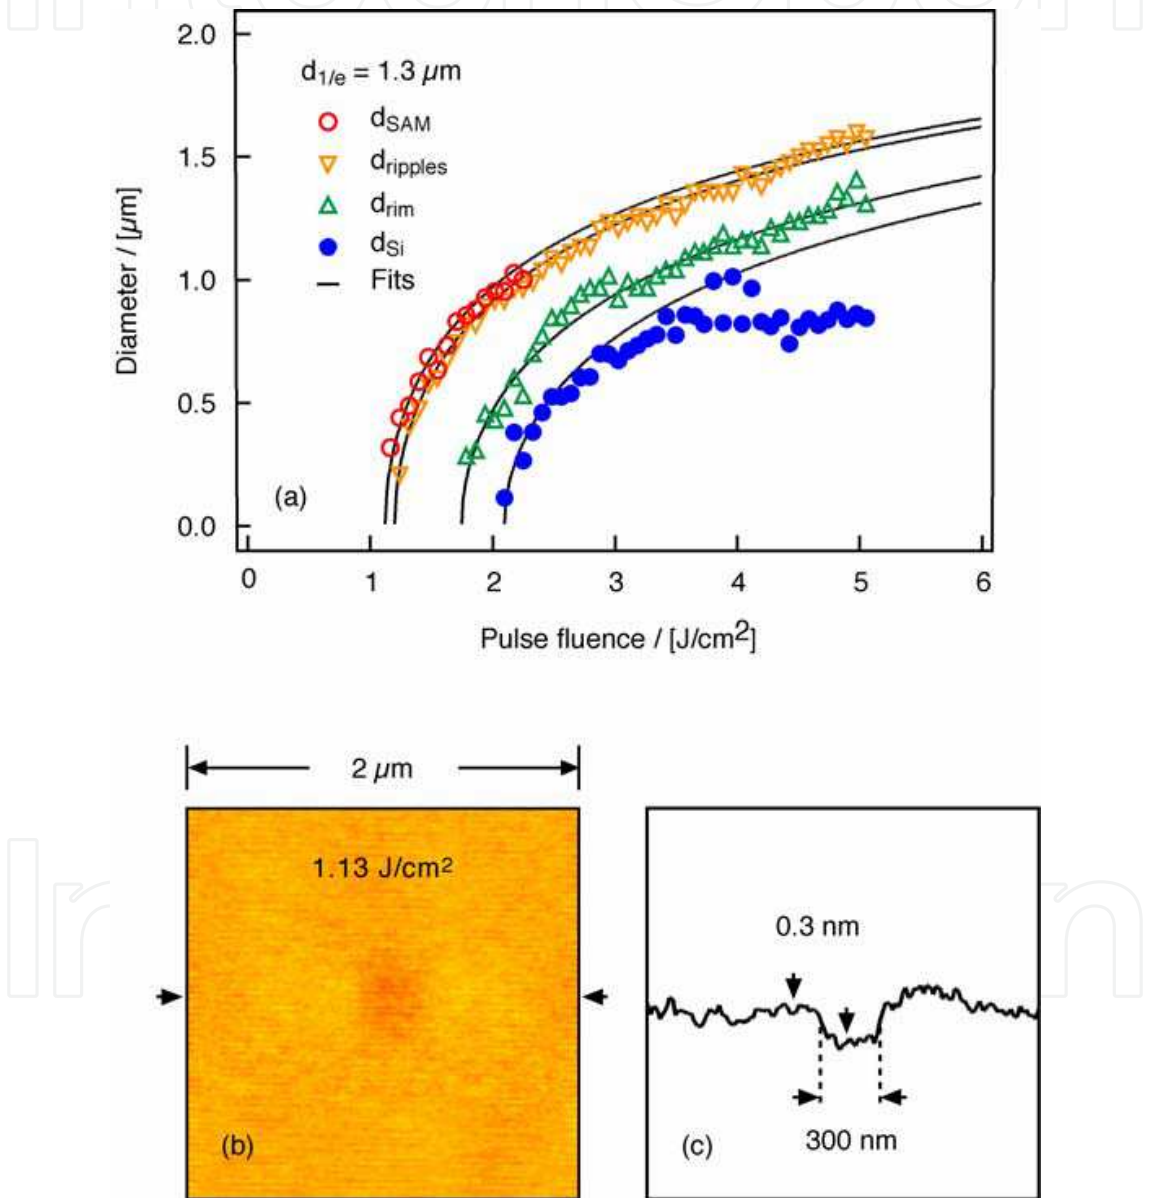 2.0
1.5
1.0
0.5
0.0
Diameter / [µm]
d1/e = 1.3 µm
dSAM
dripples
drim
dSi
Fits
(a)
0 1 2 3 4 5 6
Pulse fluence / [J/cm2]
2 µm
1.13 J/cm2
(b)
0.3 nm
300 nm
(c)